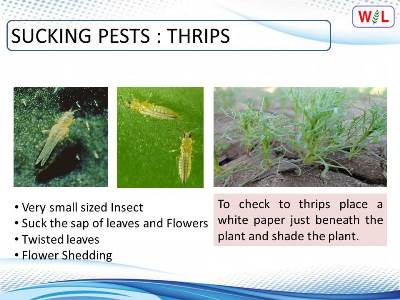 W L
SUCKING PESTS : THRIPS
• Very small sized Insect
• Suck the sap of leaves and Flowers
• Twisted leaves
• Flower Shedding
To check to thrips place a
white paper just beneath the
plant and shade the plant.